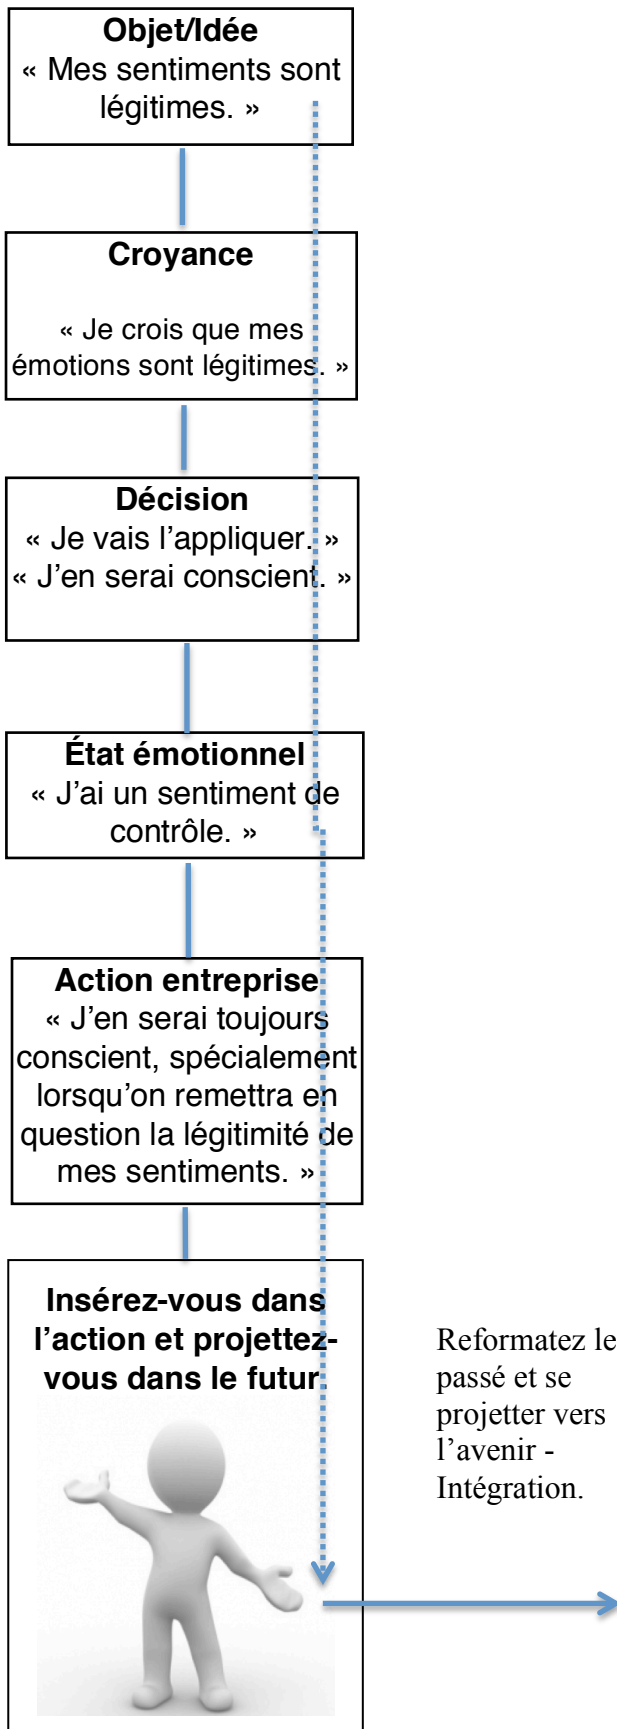 Objet/Idée
« Mes sentiments sont
légitimes. »
Croyance
« Je crois que mes
émotions sont légitimes. »
Décision
« Je vais l’appliquer. »
« J’en serai conscient. »
État émotionnel
« J’ai un sentiment de
contrôle. »
Action entreprise
« J’en serai toujours
conscient, spécialement
lorsqu’on remettra en
question la légitimité de
mes sentiments. »
Insérez-vous dans
l’action et projettez-
vous dans le futur.
Reformatez le
passé et se
projetter vers
l’avenir -
Intégration.